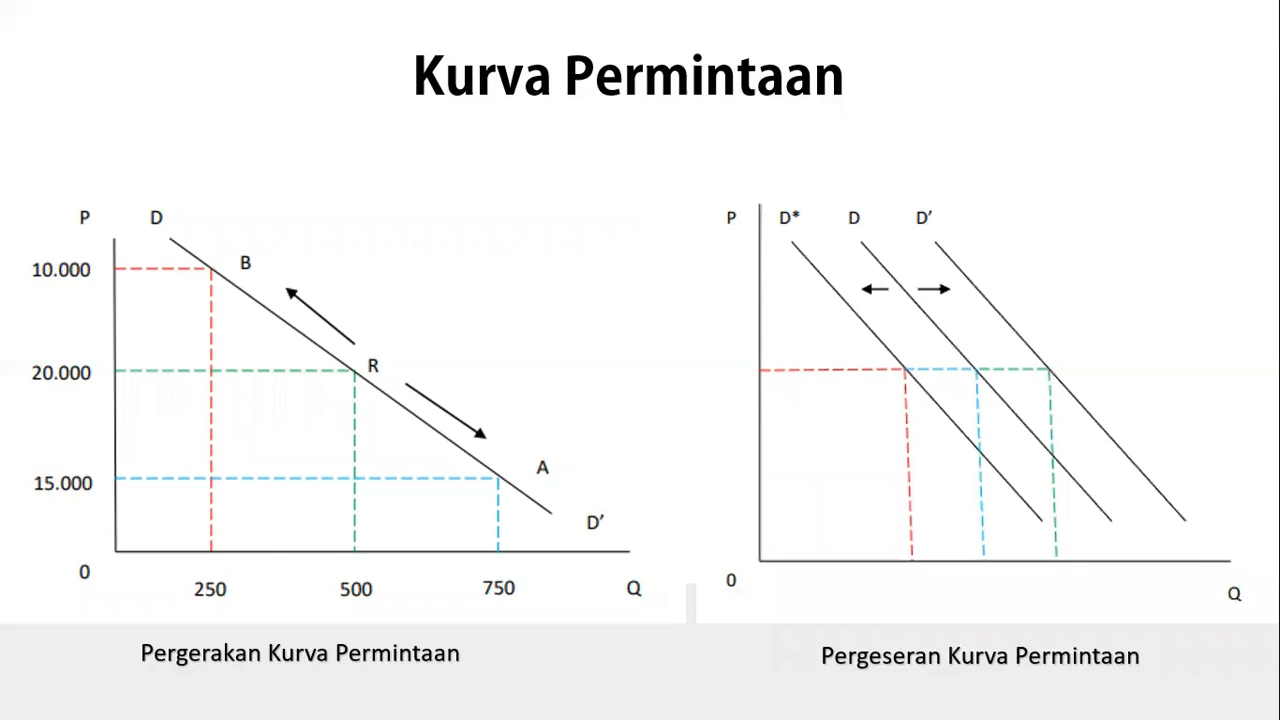 Kurva Permintaan
P D
B
10.000
R
20.000
A
15.000
D’
0
250 500 750 Q
Pergerakan Kurva Permintaan
P D* D D’
0
Q
Pergeseran Kurva Permintaan